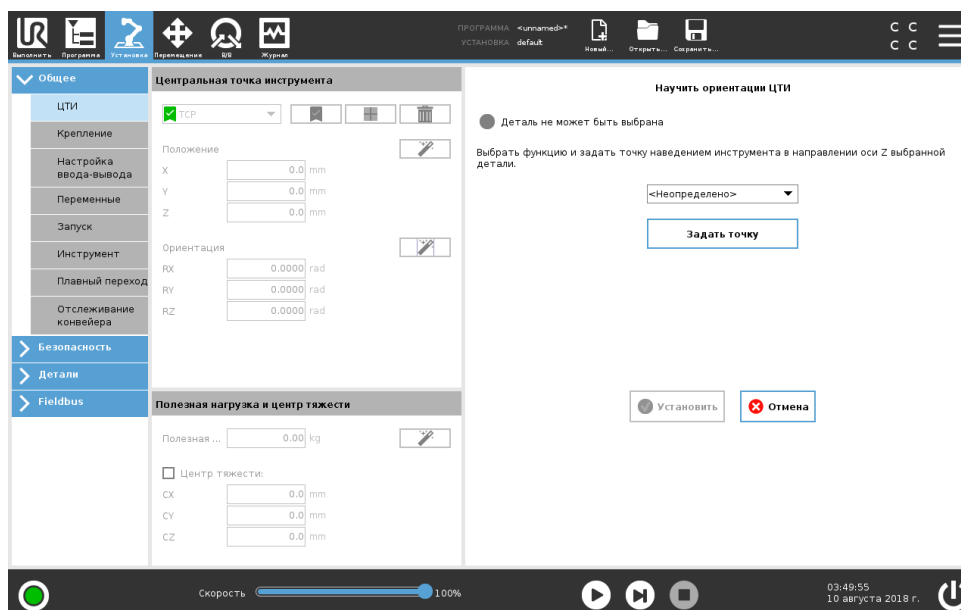 ПРОГРАММА <unnamed>*
УСТАНОВКА default
Выполнить Программа Установка Перемещение В/В Журнал
Новый... Открыть... Сохранить...
C C
C C
Общее
ЦТИ
Крепление
Настройка
ввода-вывода
Переменные
Запуск
Инструмент
Плавный переход
Отслеживание
конвейера
Безопасность
Детали
Fieldbus
Центральная точка инструмента
TCP
Положение
X 0.0 mm
Y 0.0 mm
Z 0.0 mm
Ориентация
RX 0.0000 rad
RY 0.0000 rad
RZ 0.0000 rad
Полезная нагрузка и центр тяжести
Полезная ... 0.00 kg
Центр тяжести:
CX 0.0 mm
CY 0.0 mm
CZ 0.0 mm
Научить ориентации ЦТИ
Деталь не может быть выбрана
Выбрать функцию и задать точку наведением инструмента в направлении оси Z выбранной
детали.
<Неопределено>
Задать точку
Установить
Отмена
Скорость 100%
03:49:55
10 августа 2018 г.